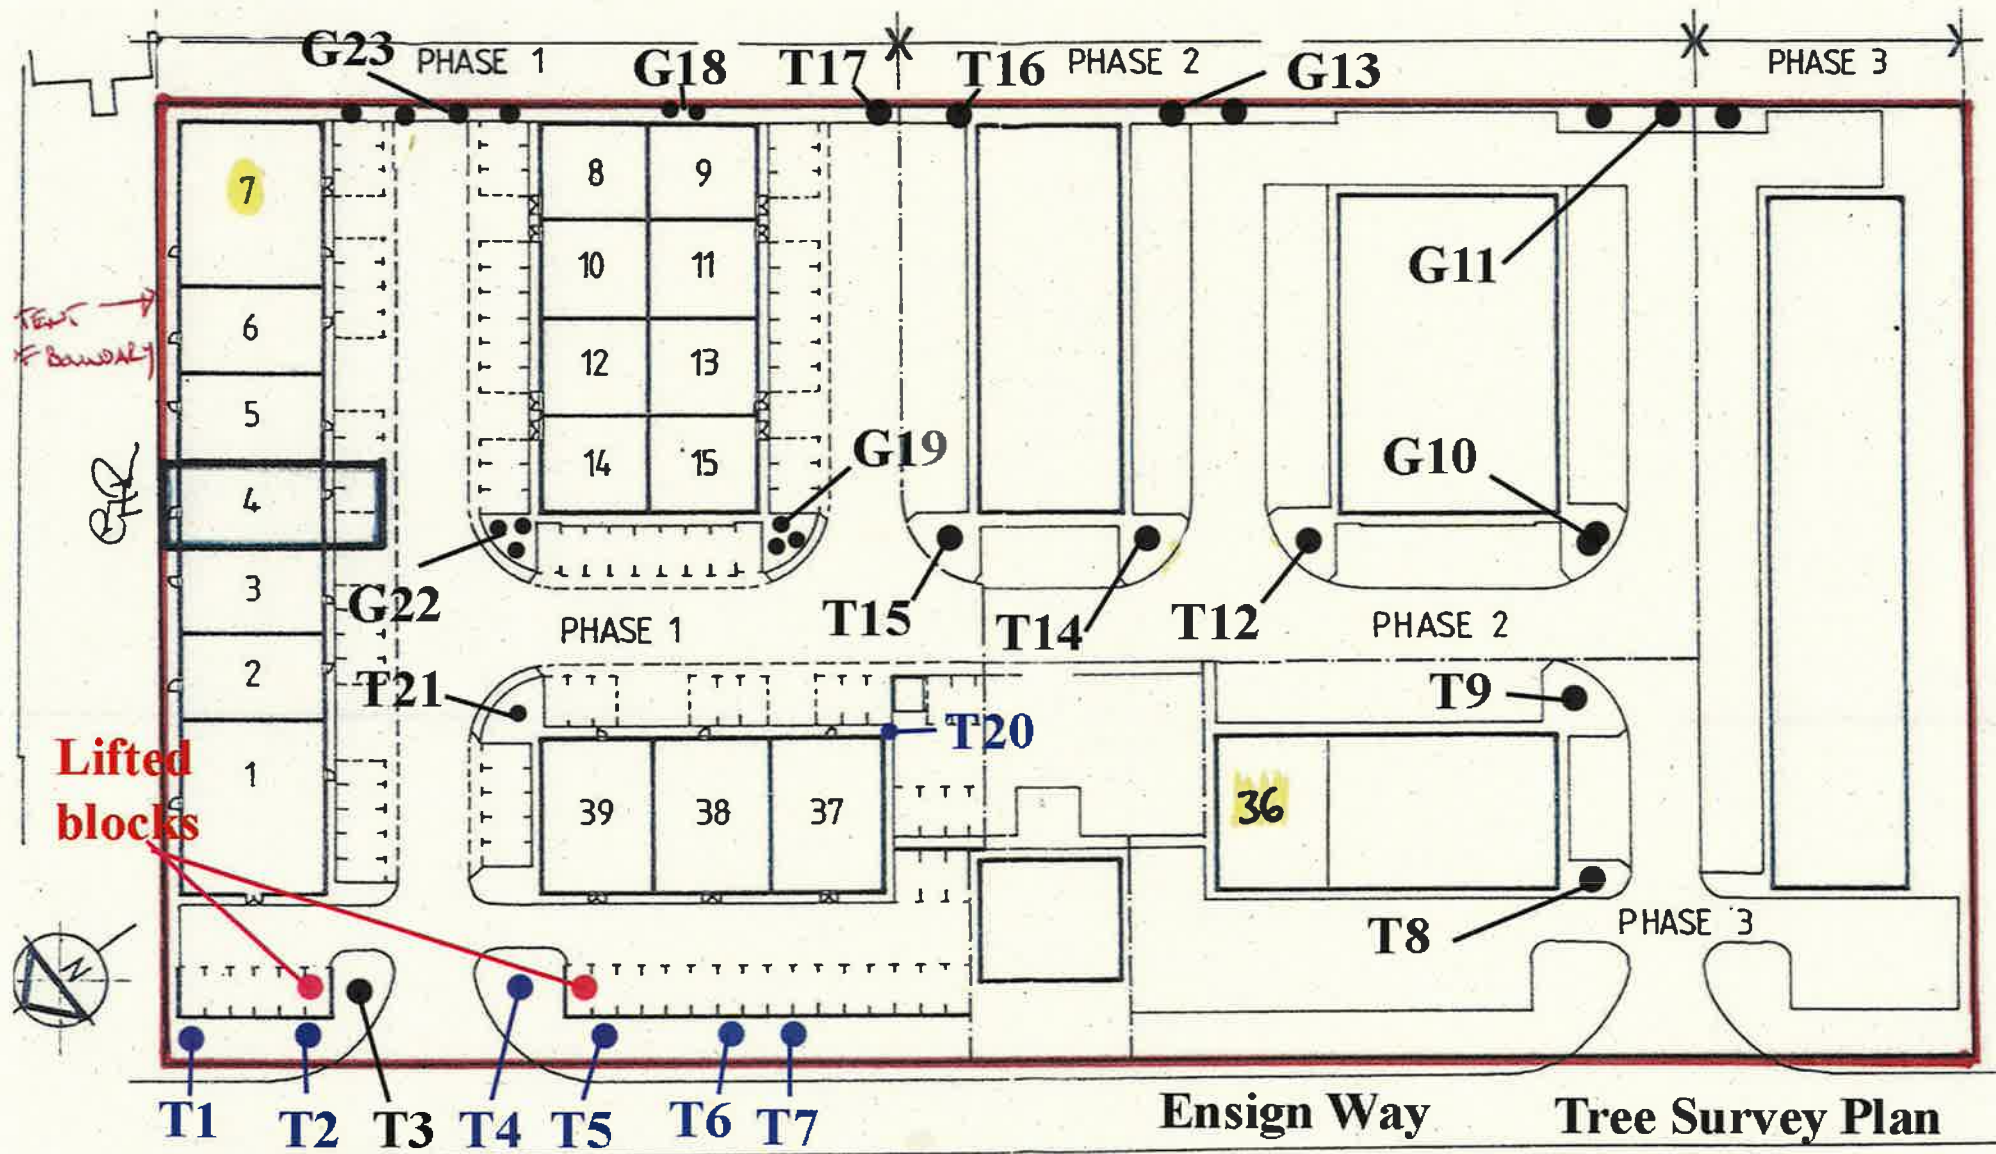 G23 PHASE 1 G18 T17 T16 PHASE 2 G13 PHASE 3
7 8 9
10 11 G11
TENT
F BOUNDARY
6 12 13
5 14 15 G19 G10
4
3 G22 PHASE 1 T15 T14 T12 PHASE 2
2 T21 T9
T20
Lifted
blocks
1 39 38 37 36
T8 PHASE 3
N
T1 T2 T3 T4 T5 T6 T7 Ensign Way Tree Survey Plan